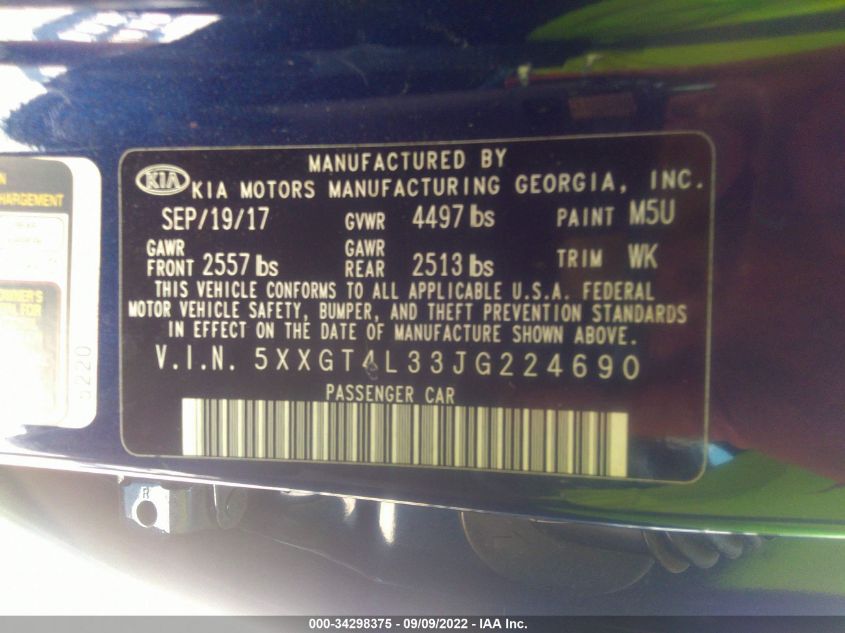 N
HARGEMENT
MANUFACTURED BY
KIA KIA MOTORS MANUFACTURING GEORGIA, INC.
SEP/19/17 GVWR 4497 lbs PAINT M5U
GAWR FRONT 2557 lbs GAWR REAR 2513 lbs TRIM WK
THIS VEHICLE CONFORMS TO ALL APPLICABLE U.S.A. FEDERAL
MOTOR VEHICLE SAFETY, BUMPER, AND THEFT PREVENTION STANDARDS
IN EFFECT ON THE DATE OF MANUFACTURE SHOWN ABOVE.
V.I.N. 5XXGT4L33JG224690
PASSENGER CAR
R
000-34298375 - 09/09/2022 - IAA Inc.